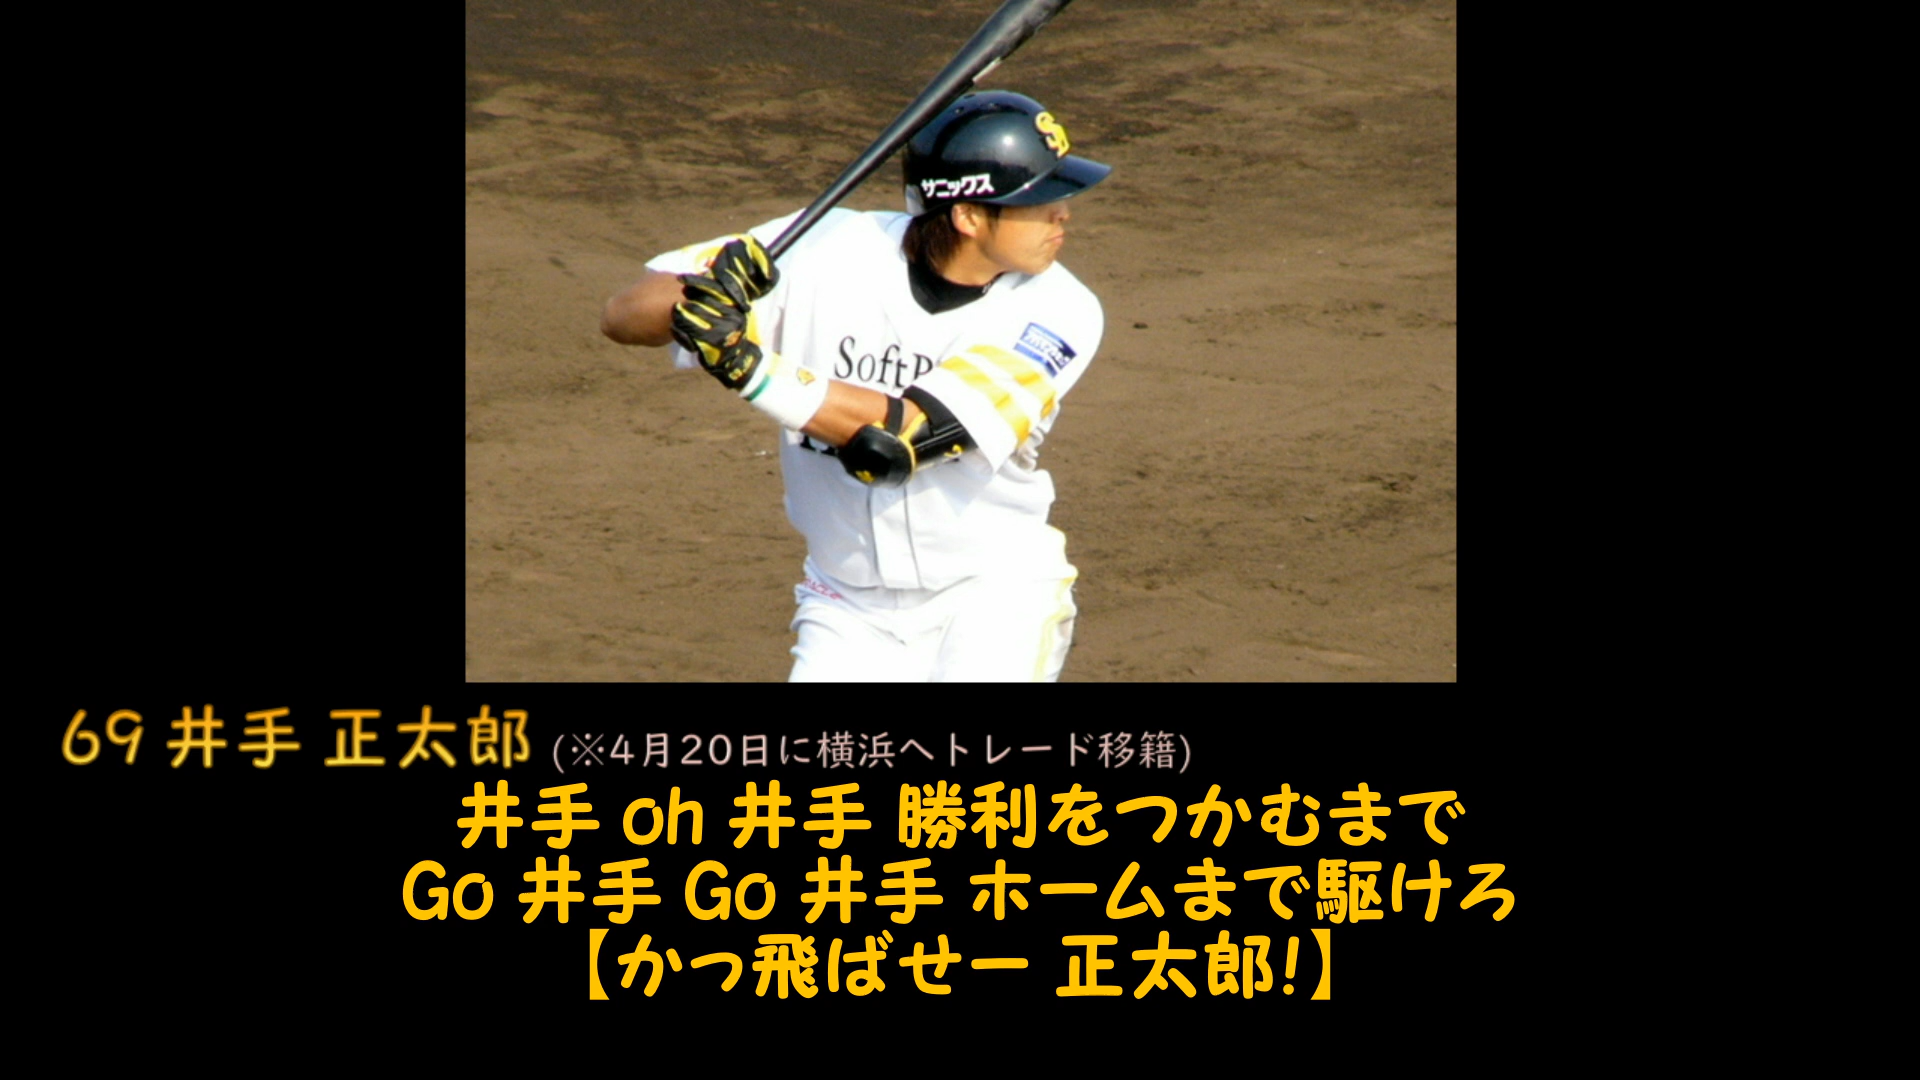 サニックス
SoftB
69 井手 正太郎 (※4月20日に横浜へトレード移籍)
井手 oh 井手 勝利をつかむまで
Go 井手 Go 井手 ホームまで駆けろ
【かっ飛ばせー 正太郎!】